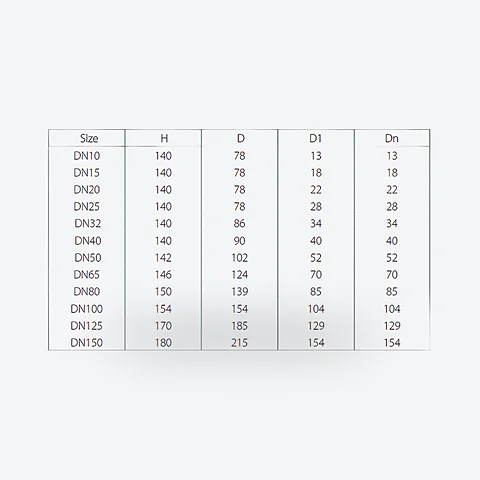 Size H D D1 Dn
DN10 140 78 13 13
DN15 140 78 18 18
DN20 140 78 22 22
DN25 140 78 28 28
DN32 140 86 34 34
DN40 140 90 40 40
DN50 142 102 52 52
DN65 146 124 70 70
DN80 150 139 85 85
DN100 154 154 104 104
DN125 170 185 129 129
DN150 180 215 154 154